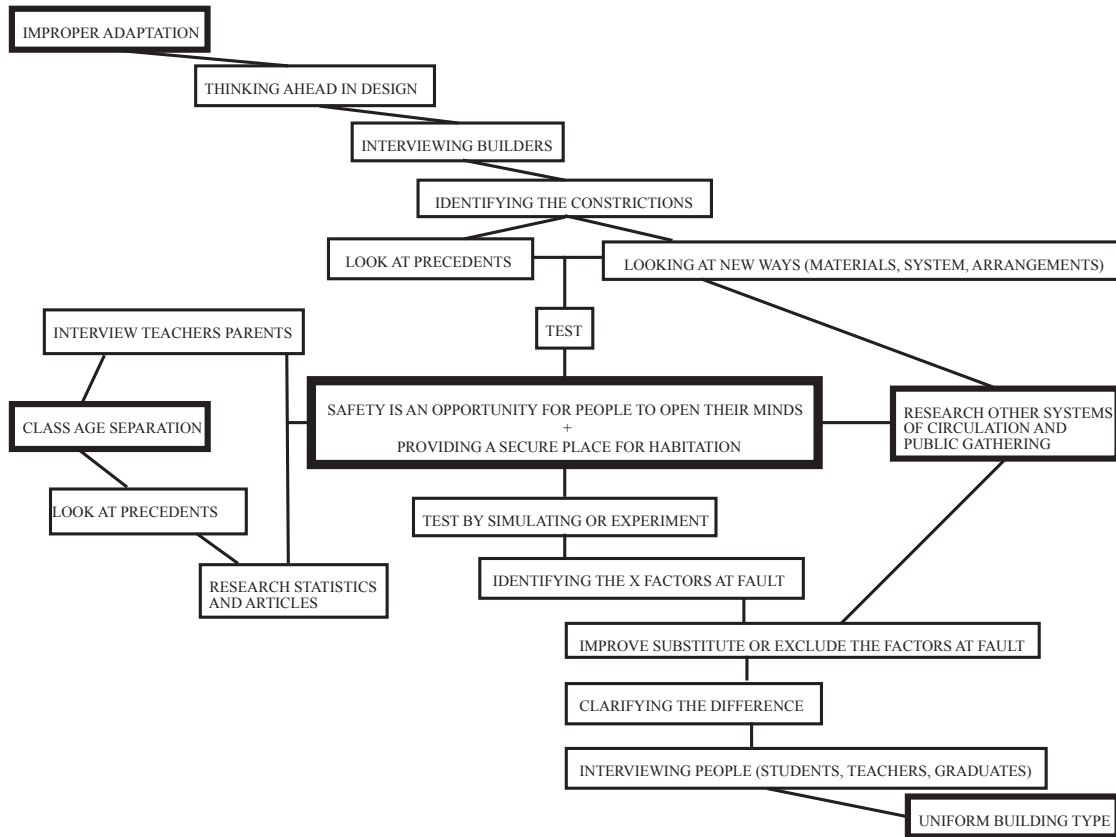 IMPROPER ADAPTATION
THINKING AHEAD IN DESIGN
INTERVIEWING BUILDERS
IDENTIFYING THE CONSTRICTIONS
LOOK AT PRECEDENTS
LOOKING AT NEW WAYS (MATERIALS, SYSTEM, ARRANGEMENTS)
INTERVIEW TEACHERS PARENTS
TEST
CLASS AGE SEPARATION
SAFETY IS AN OPPORTUNITY FOR PEOPLE TO OPEN THEIR MINDS
+
PROVIDING A SECURE PLACE FOR HABITATION
RESEARCH OTHER SYSTEMS
OF CIRCULATION AND
PUBLIC GATHERING
LOOK AT PRECEDENTS
TEST BY SIMULATING OR EXPERIMENT
RESEARCH STATISTICS
AND ARTICLES
IDENTIFYING THE X FACTORS AT FAULT
IMPROVE SUBSTITUTE OR EXCLUDE THE FACTORS AT FAULT
CLARIFYING THE DIFFERENCE
INTERVIEWING PEOPLE (STUDENTS, TEACHERS, GRADUATES)
UNIFORM BUILDING TYPE